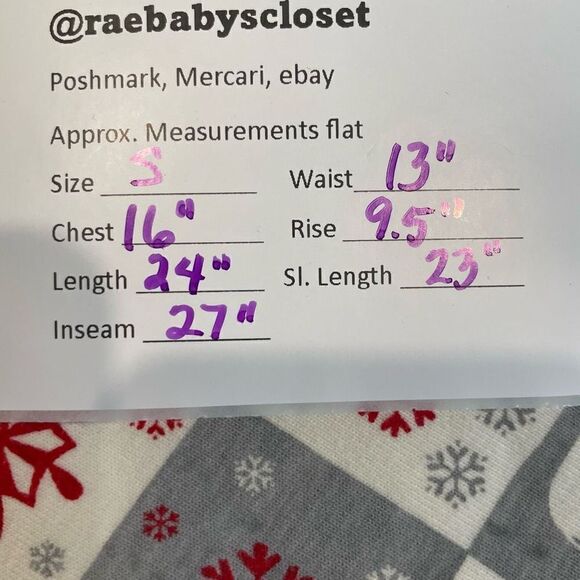 @raebabyscloset
Poshmark, Mercari, ebay
Approx. Measurements flat
Size S Waist 13"
Chest 16" Rise 9.5"
Length 24" Sl. Length 23"
Inseam 27"